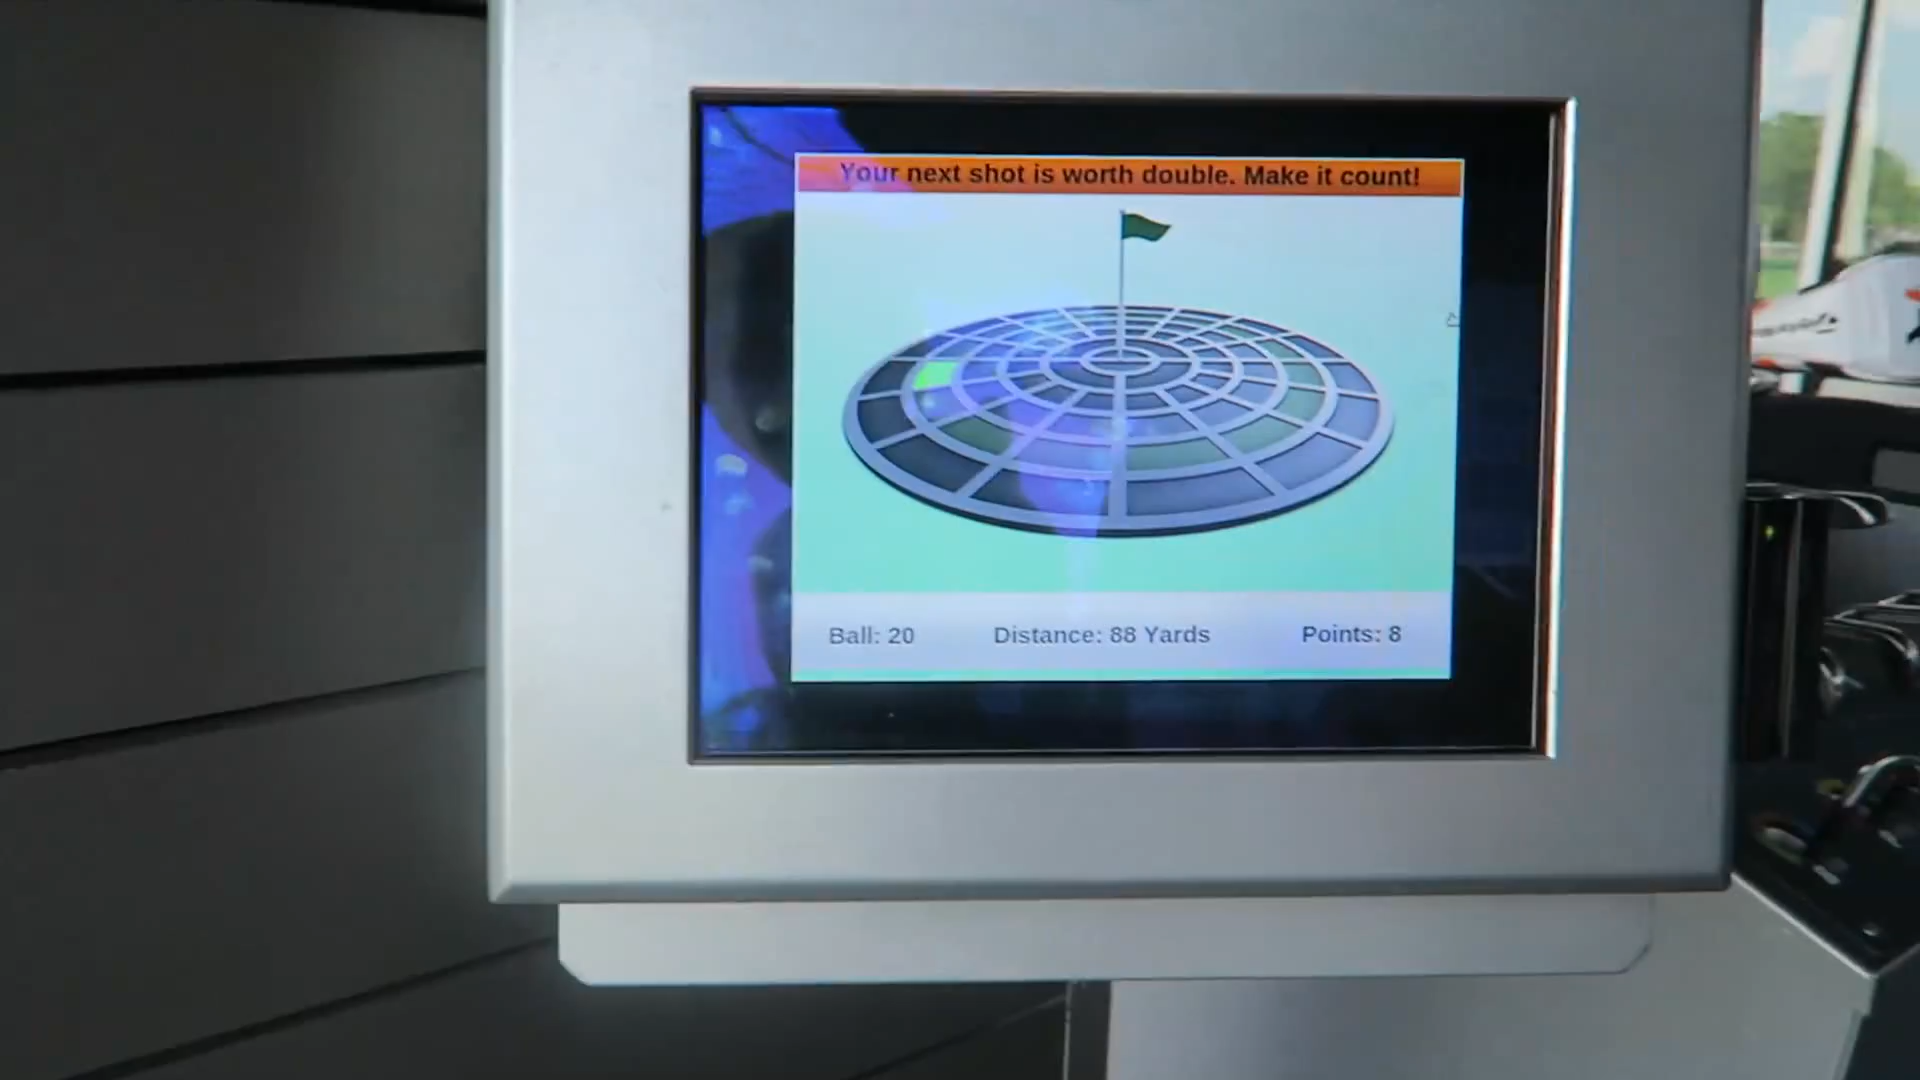 Your next shot is worth double. Make it count!
Ball: 20 Distance: 88 Yards Points: 8